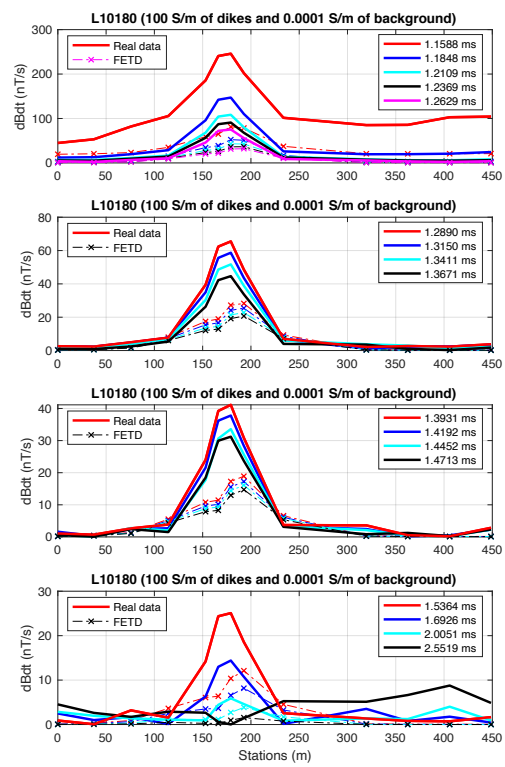 L10180 (100 S/m of dikes and 0.0001 S/m of background)
300
200
100
0
dBdt (nT/s)
Real data
FETD
1.1588 ms
1.1848 ms
1.2109 ms
1.2369 ms
1.2629 ms
0 50 100 150 200 250 300 350 400 450
L10180 (100 S/m of dikes and 0.0001 S/m of background)
80
60
40
20
0
dBdt (nT/s)
Real data
FETD
1.2890 ms
1.3150 ms
1.3411 ms
1.3671 ms
0 50 100 150 200 250 300 350 400 450
L10180 (100 S/m of dikes and 0.0001 S/m of background)
40
30
20
10
0
dBdt (nT/s)
Real data
FETD
1.3931 ms
1.4192 ms
1.4452 ms
1.4713 ms
0 50 100 150 200 250 300 350 400 450
L10180 (100 S/m of dikes and 0.0001 S/m of background)
30
20
10
0
dBdt (nT/s)
Real data
FETD
1.5364 ms
1.6926 ms
2.0051 ms
2.5519 ms
0 50 100 150 200 250 300 350 400 450
Stations (m)